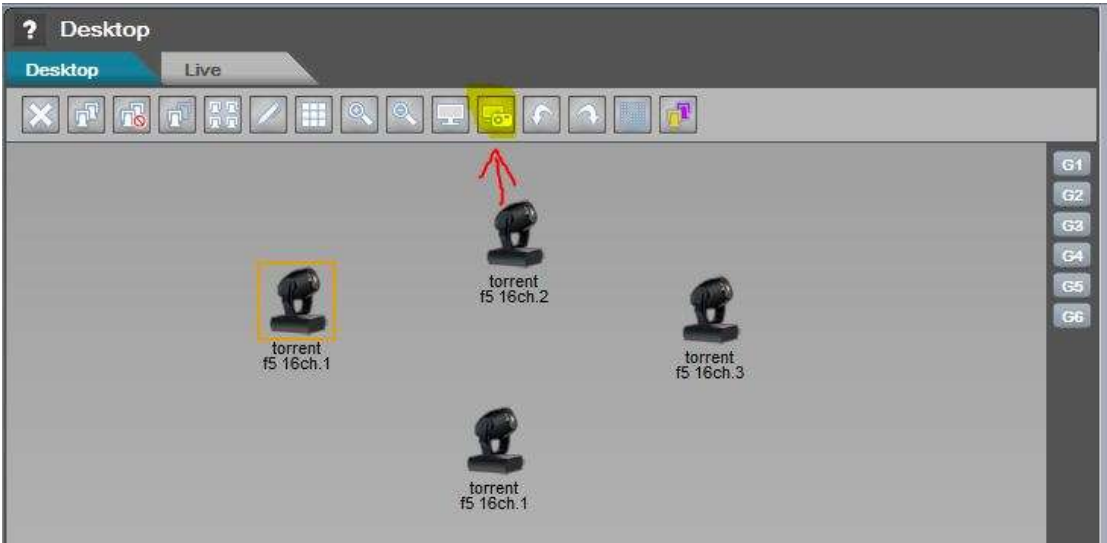 ? Desktop
Desktop
Live
G1
G2
G3
G4
G5
G6
torrent
f5 16ch.2
torrent
f5 16ch.1
torrent
f5 16ch.3
torrent
f5 16ch.1